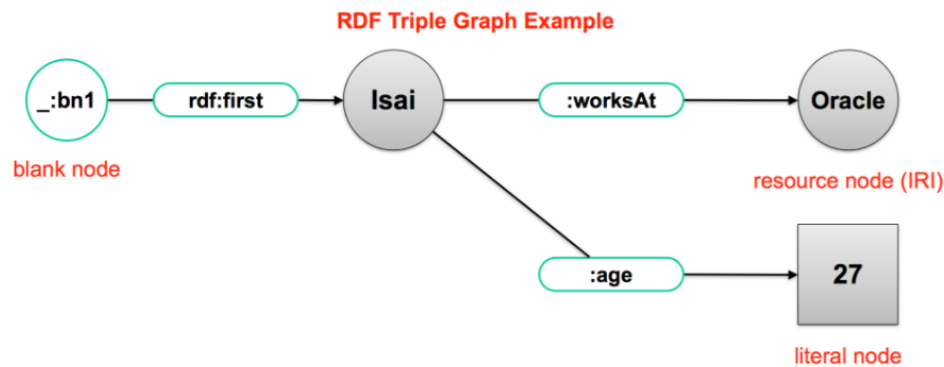 RDF Triple Graph Example
_:bn1
rdf:first
Isai
:worksAt
Oracle
blank node
resource node (IRI)
:age
27
literal node